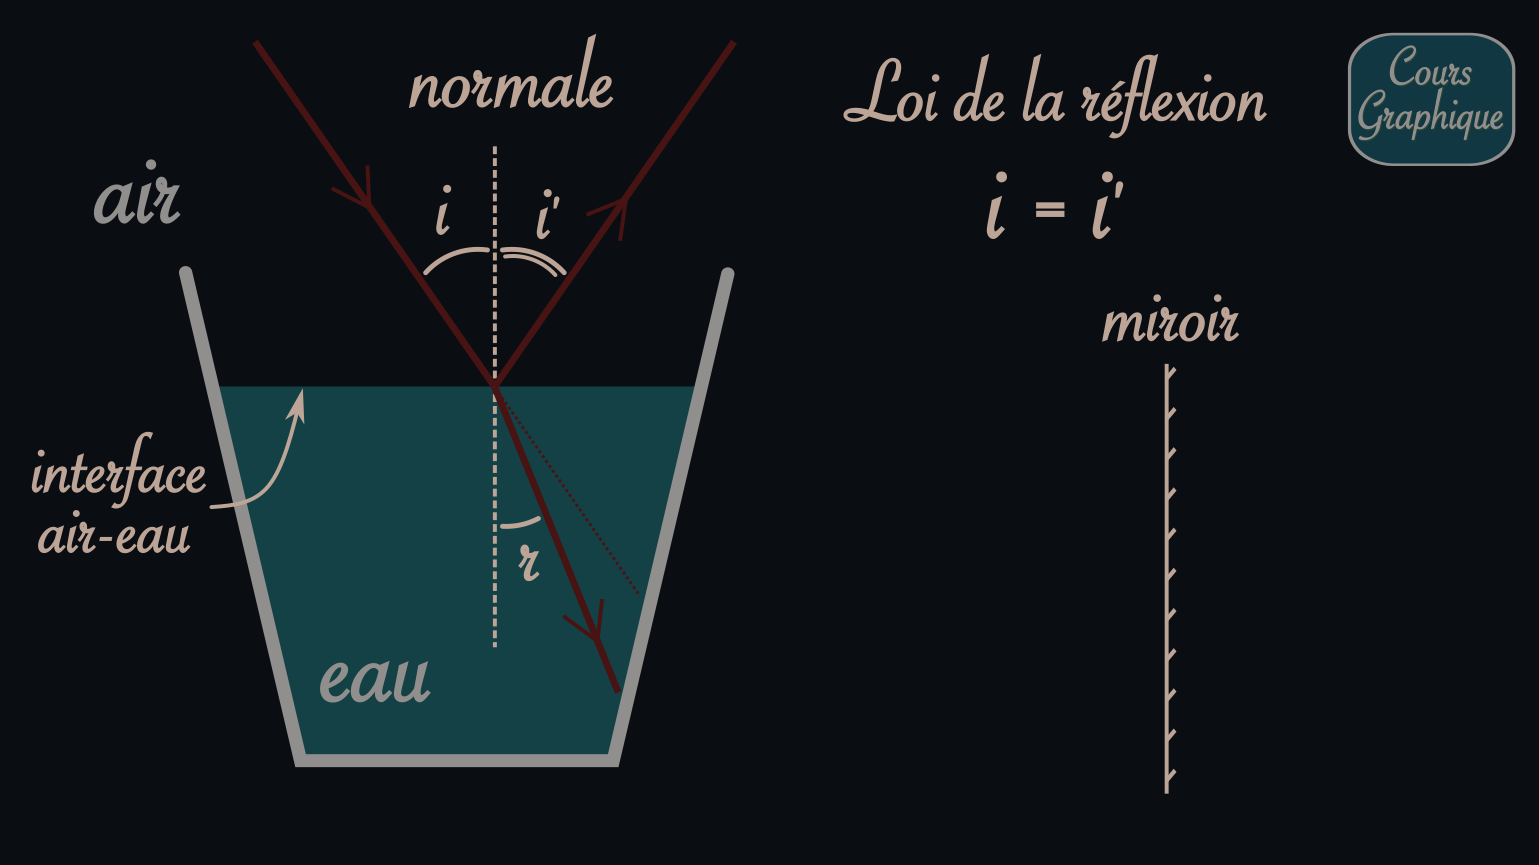 normale
Loi de la réflexion
Cours
Graphique
air
i
i'
i = i'
miroir
interface
air-eau
r
eau